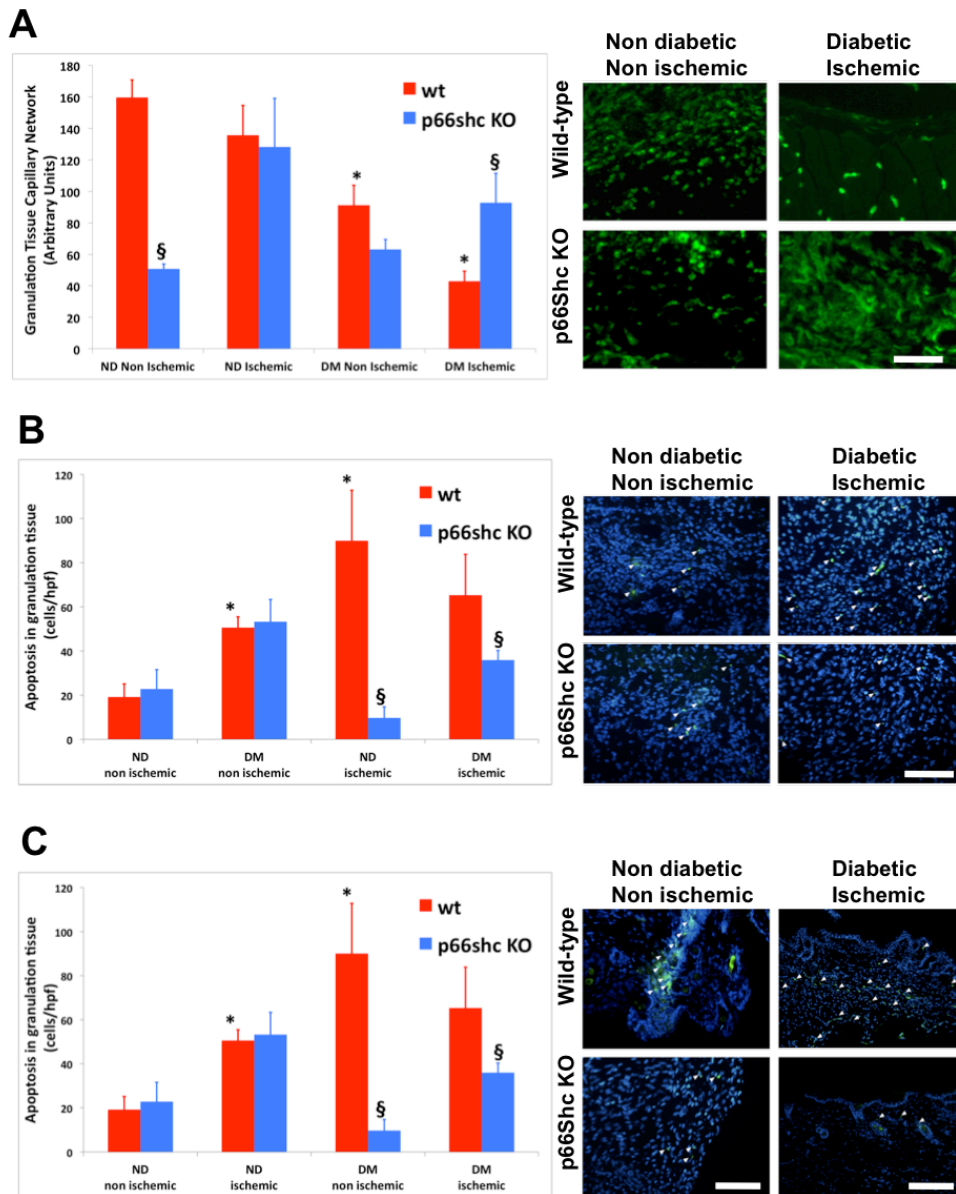 A
Granulation Tissue Capillary Network
(Arbitrary Units)
180
160
140
120
100
80
60
40
20
0
wt
p66shc KO
§
*
*
§
ND Non Ischemic
ND Ischemic
DM Non Ischemic
DM Ischemic
Non diabetic
Non ischemic
Diabetic
Ischemic
Wild-type
p66Shc KO
B
Apoptosis in granulation tissue
(cells/hpf)
120
100
80
60
40
20
0
wt
p66shc KO
*
*
§
§
ND
non ischemic
DM
non ischemic
ND
ischemic
DM
ischemic
Non diabetic
Non ischemic
Diabetic
Ischemic
Wild-type
p66Shc KO
C
Apoptosis in granulation tissue
(cells/hpf)
120
100
80
60
40
20
0
wt
p66shc KO
*
*
§
§
ND
non ischemic
ND
ischemic
DM
non ischemic
DM
ischemic
Non diabetic
Non ischemic
Diabetic
Ischemic
Wild-type
p66Shc KO